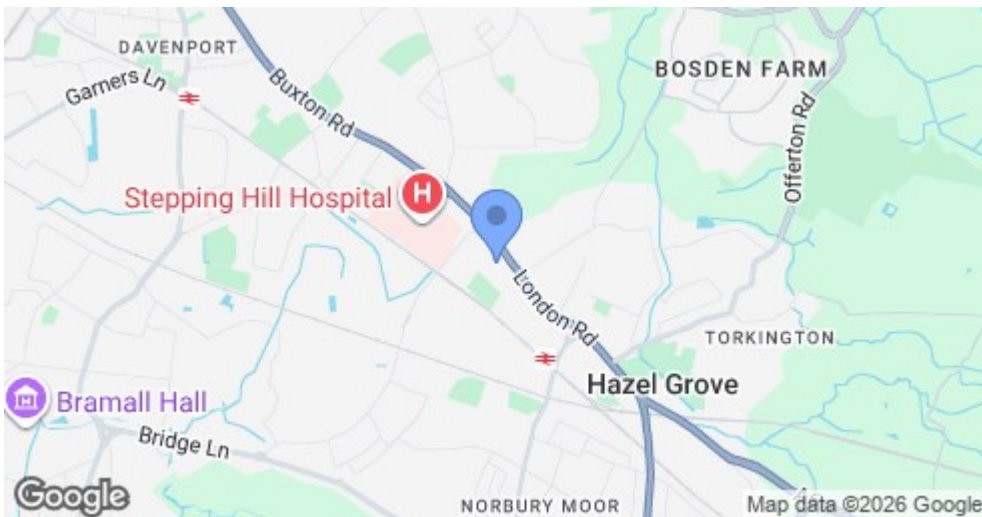 DAVENPORT
Garners Ln
Buxton Rd
BOSDEN FARM
Offerton Rd
Stepping Hill Hospital
H
London Rd
TORKINGTON
Hazel Grove
Bramall Hall
Bridge Ln
NORBURY MOOR
Google
Map data ©2026 Google